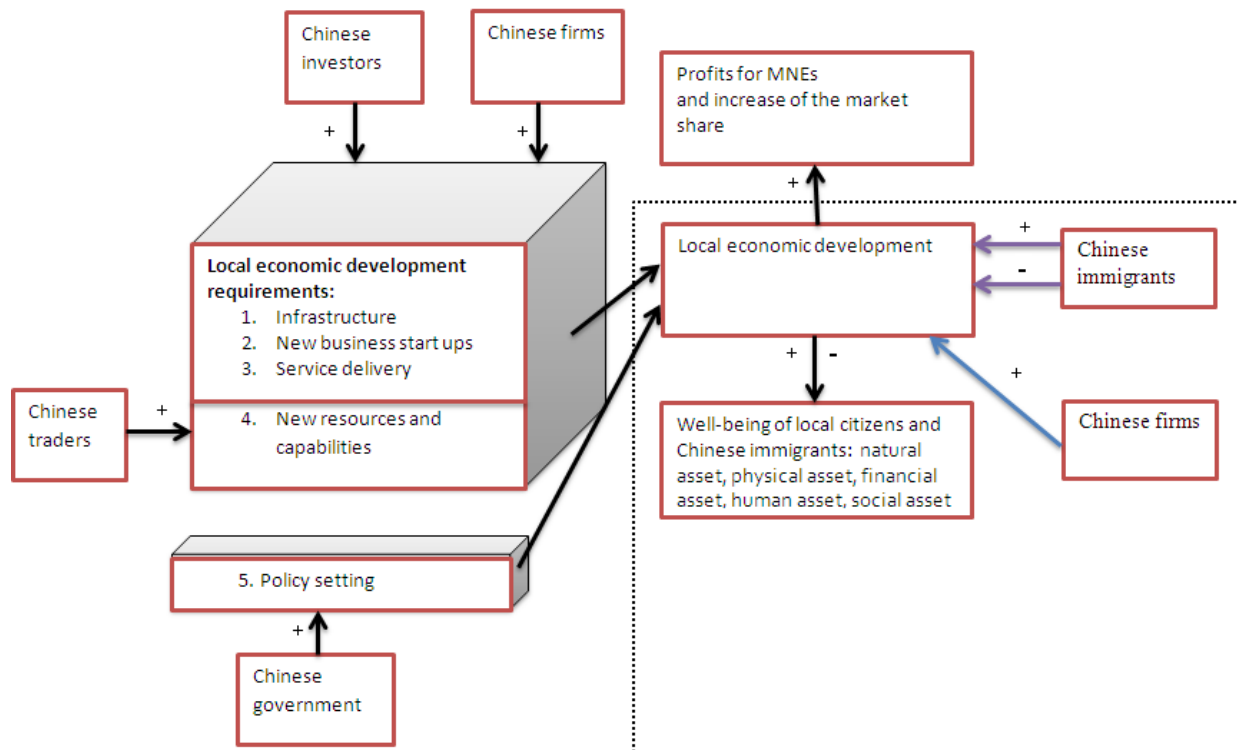 Chinese
investors
Chinese firms
+
+
Profits for MNEs
and increase of the market
share
+
Local economic development
requirements:
1. Infrastructure
2. New business start ups
3. Service delivery
4. New resources and
capabilities
Chinese
traders
+
5. Policy setting
+
Chinese
government
Local economic development
+
-
Chinese
immigrants
+
Chinese firms
+ -
Well-being of local citizens and
Chinese immigrants: natural
asset, physical asset, financial
asset, human asset, social asset